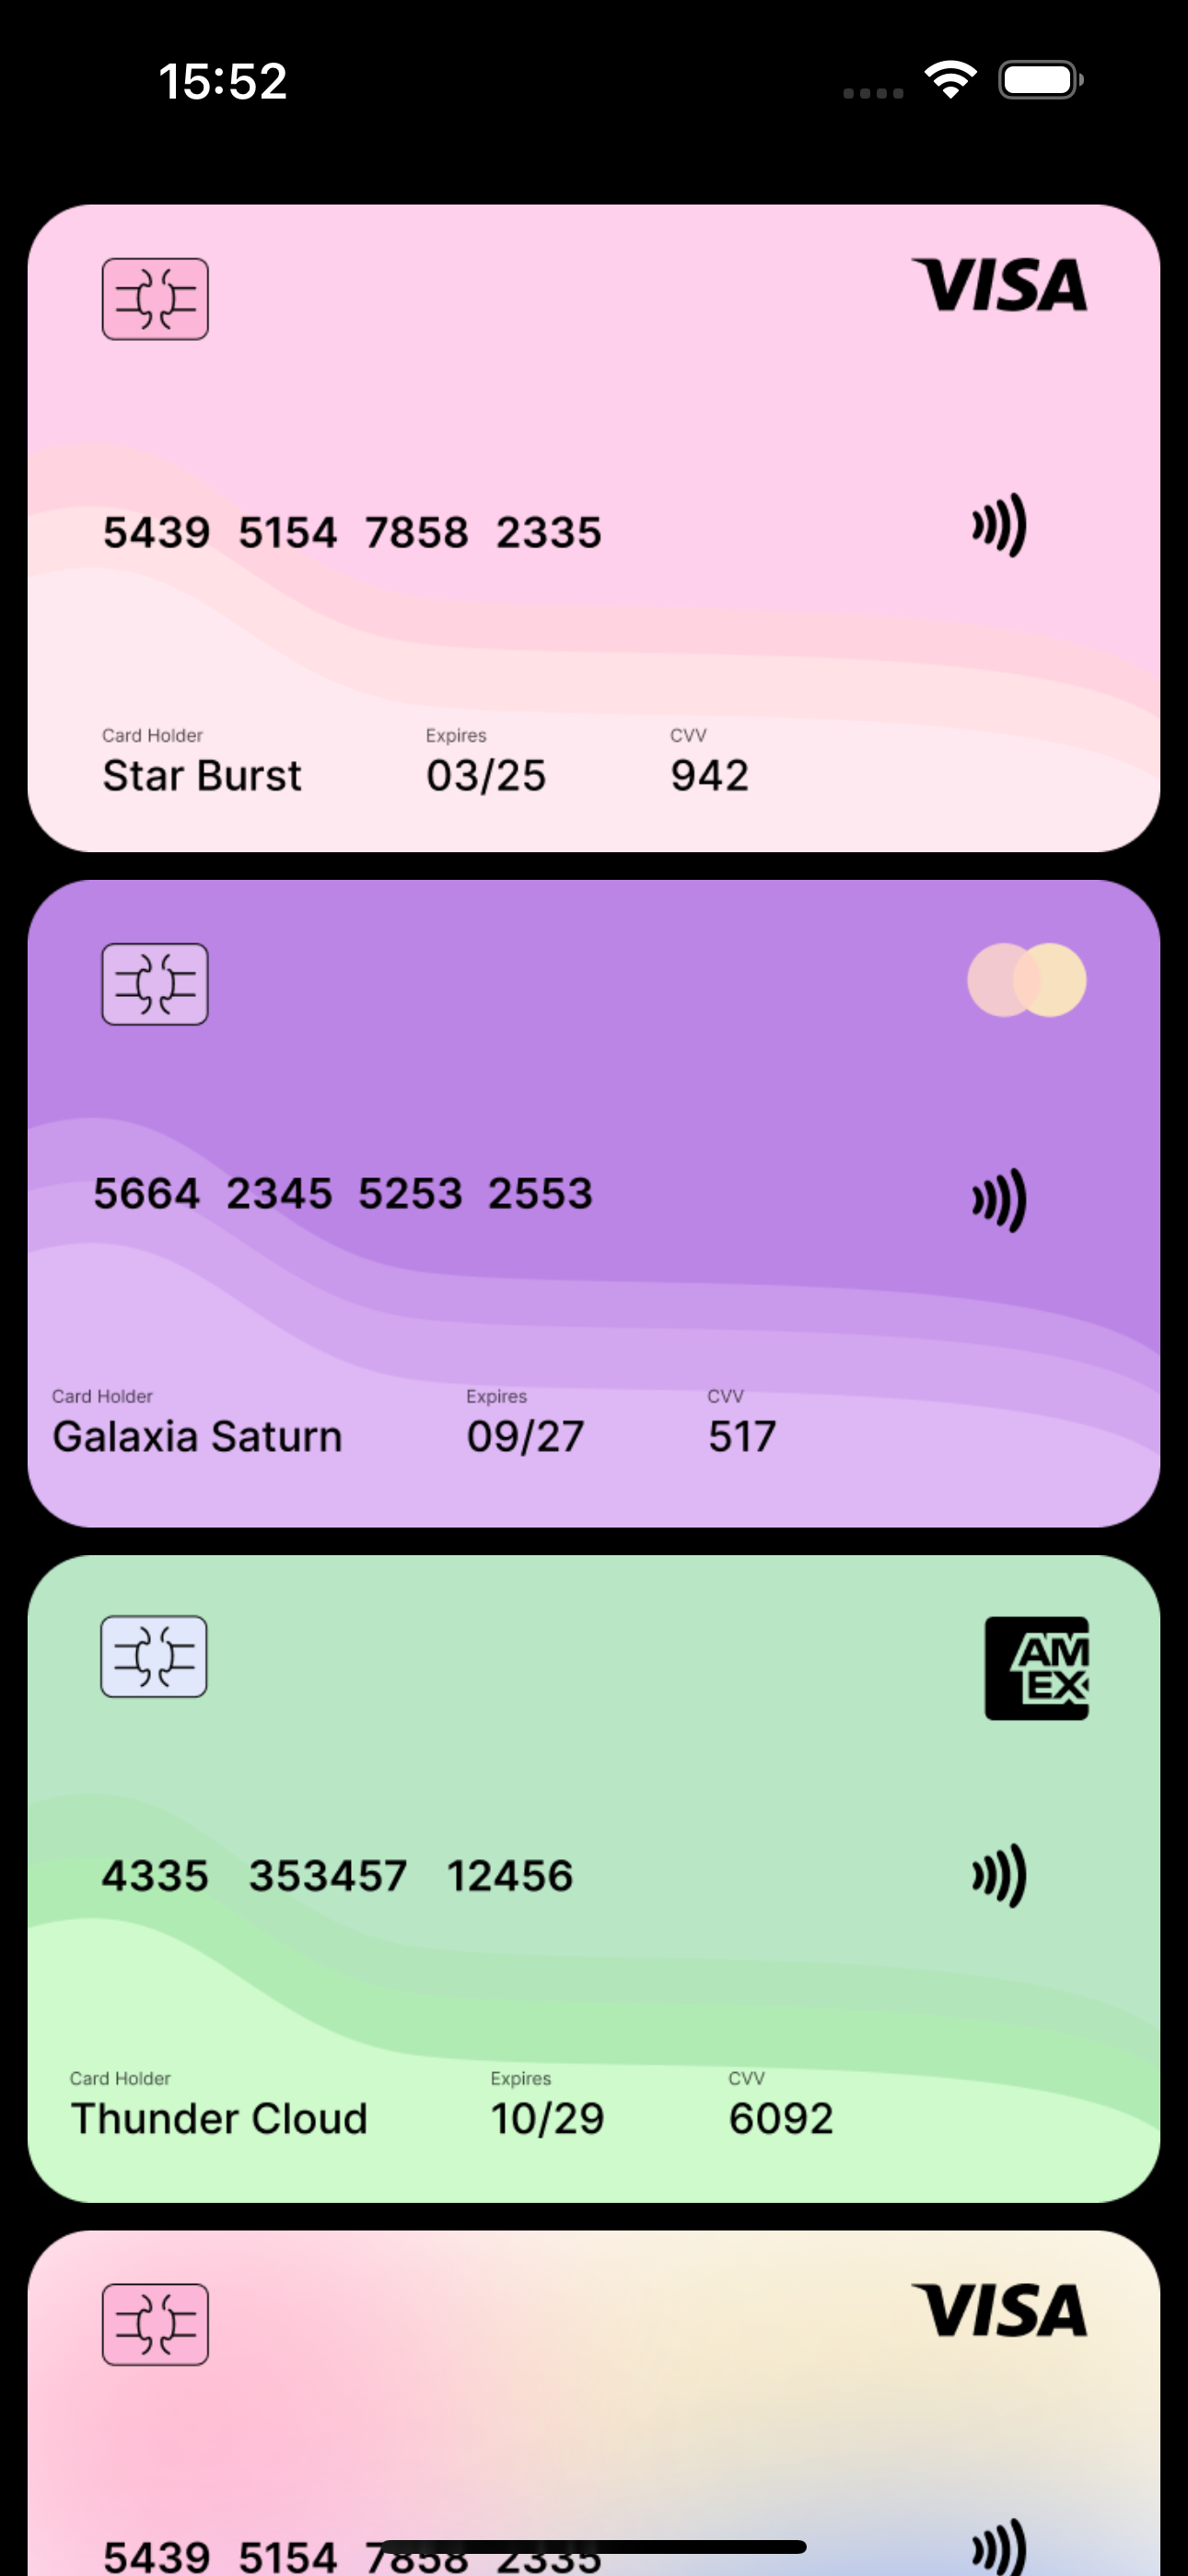 15:52
VISA
5439 5154 7858 2335
Card Holder Expires CVV
Star Burst 03/25 942
5664 2345 5253 2553
Card Holder Expires CVV
Galaxia Saturn 09/27 517
AM
EX
4335 353457 12456
Card Holder Expires CVV
Thunder Cloud 10/29 6092
VISA
5439 5154 7858 2335